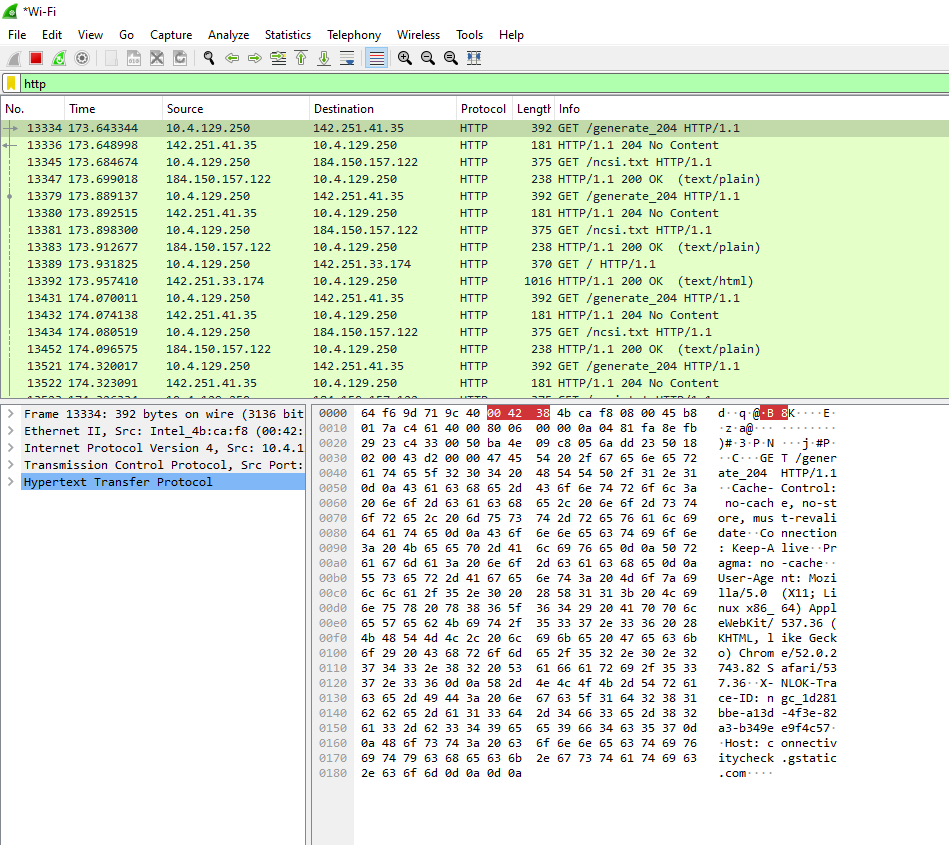 *Wi-Fi
File Edit View Go Capture Analyze Statistics Telephony Wireless Tools Help
http
No. Time Source Destination Protocol Length Info
13334 173.643344 10.4.129.250 142.251.41.35 HTTP 392 GET /generate_204 HTTP/1.1
13336 173.648998 142.251.41.35 10.4.129.250 HTTP 181 HTTP/1.1 204 No Content
13345 173.684674 10.4.129.250 184.150.157.122 HTTP 375 GET /ncsi.txt HTTP/1.1
13347 173.699018 184.150.157.122 10.4.129.250 HTTP 238 HTTP/1.1 200 OK (text/plain)
13379 173.889137 10.4.129.250 142.251.41.35 HTTP 392 GET /generate_204 HTTP/1.1
13380 173.892515 142.251.41.35 10.4.129.250 HTTP 181 HTTP/1.1 204 No Content
13381 173.898300 10.4.129.250 184.150.157.122 HTTP 375 GET /ncsi.txt HTTP/1.1
13383 173.912677 184.150.157.122 10.4.129.250 HTTP 238 HTTP/1.1 200 OK (text/plain)
13389 173.931825 10.4.129.250 142.251.33.174 HTTP 370 GET / HTTP/1.1
13392 173.957410 142.251.33.174 10.4.129.250 HTTP 1016 HTTP/1.1 200 OK (text/html)
13431 174.070011 10.4.129.250 142.251.41.35 HTTP 392 GET /generate_204 HTTP/1.1
13432 174.074138 142.251.41.35 10.4.129.250 HTTP 181 HTTP/1.1 204 No Content
13434 174.080519 10.4.129.250 184.150.157.122 HTTP 375 GET /ncsi.txt HTTP/1.1
13452 174.096575 184.150.157.122 10.4.129.250 HTTP 238 HTTP/1.1 200 OK (text/plain)
13521 174.320017 10.4.129.250 142.251.41.35 HTTP 392 GET /generate_204 HTTP/1.1
13522 174.323091 142.251.41.35 10.4.129.250 HTTP 181 HTTP/1.1 204 No Content
Frame 13334: 392 bytes on wire (3136 bit
Ethernet II, Src: Intel_4b:ca:f8 (00:42:
Internet Protocol Version 4, Src: 10.4.1
Transmission Control Protocol, Src Port:
Hypertext Transfer Protocol
0000 64 f6 9d 71 9c 40 00 42 38 4b ca f8 08 00 45 b8 d··q·@·B 8K····E·
0010 01 7a c4 61 40 00 80 06 00 00 0a 04 81 fa 8e fb ·z·a@··· ········
0020 29 23 c4 33 00 50 ba 4e 09 c8 05 6a dd 23 50 18 )#·3·P·N ···j·#P·
0030 02 00 43 d2 00 00 47 45 54 20 2f 67 65 6e 65 72 ··C···GE T /gener
0040 61 74 65 5f 32 30 34 20 48 54 54 50 2f 31 2e 31 ate_204 HTTP/1.1
0050 0d 0a 43 61 63 68 65 2d 43 6f 6e 74 72 6f 6c 3a ··Cache- Control:
0060 20 6e 6f 2d 63 61 63 68 65 2c 20 6e 6f 2d 73 74 no-cach e, no-st
0070 6f 72 65 2c 20 6d 75 73 74 2d 72 65 76 61 6c 69 ore, mus t-revali
0080 64 61 74 65 0d 0a 43 6f 6e 6e 65 63 74 69 6f 6e date··Co nnection
0090 3a 20 4b 65 65 70 2d 41 6c 69 76 65 0d 0a 50 72 : Keep-A live··Pr
00a0 61 67 6d 61 3a 20 6e 6f 2d 63 61 63 68 65 0d 0a agma: no -cache··
00b0 55 73 65 72 2d 41 67 65 6e 74 3a 20 4d 6f 7a 69 User-Age nt: Mozi
00c0 6c 6c 61 2f 35 2e 30 20 28 58 31 31 3b 20 4c 69 lla/5.0 (X11; Li
00d0 6e 75 78 20 78 38 36 5f 36 34 29 20 41 70 70 6c nux x86_ 64) Appl
00e0 65 57 65 62 4b 69 74 2f 35 33 37 2e 33 36 20 28 eWebKit/ 537.36 (
00f0 4b 48 54 4d 4c 2c 20 6c 69 6b 65 20 47 65 63 6b KHTML, l ike Geck
0100 6f 29 20 43 68 72 6f 6d 65 2f 35 32 2e 30 2e 32 o) Chrom e/52.0.2
0110 37 34 33 2e 38 32 20 53 61 66 61 72 69 2f 35 33 743.82 S afari/53
0120 37 2e 33 36 0d 0a 58 2d 4e 4c 4f 4b 2d 54 72 61 7.36··X- NLOK-Tra
0130 63 65 2d 49 44 3a 20 6e 67 63 5f 31 64 32 38 31 ce-ID: n gc_1d281
0140 62 62 65 2d 61 31 33 64 2d 34 66 33 65 2d 38 32 bbe-a13d -4f3e-82
0150 61 33 2d 62 33 34 39 65 65 39 66 34 63 35 37 0d a3-b349e e9f4c57·
0160 0a 48 6f 73 74 3a 20 63 6f 6e 6e 65 63 74 69 76 ·Host: c onnectiv
0170 69 74 79 63 68 65 63 6b 2e 67 73 74 61 74 69 63 itycheck .gstatic
0180 2e 63 6f 6d 0d 0a 0d 0a .com····